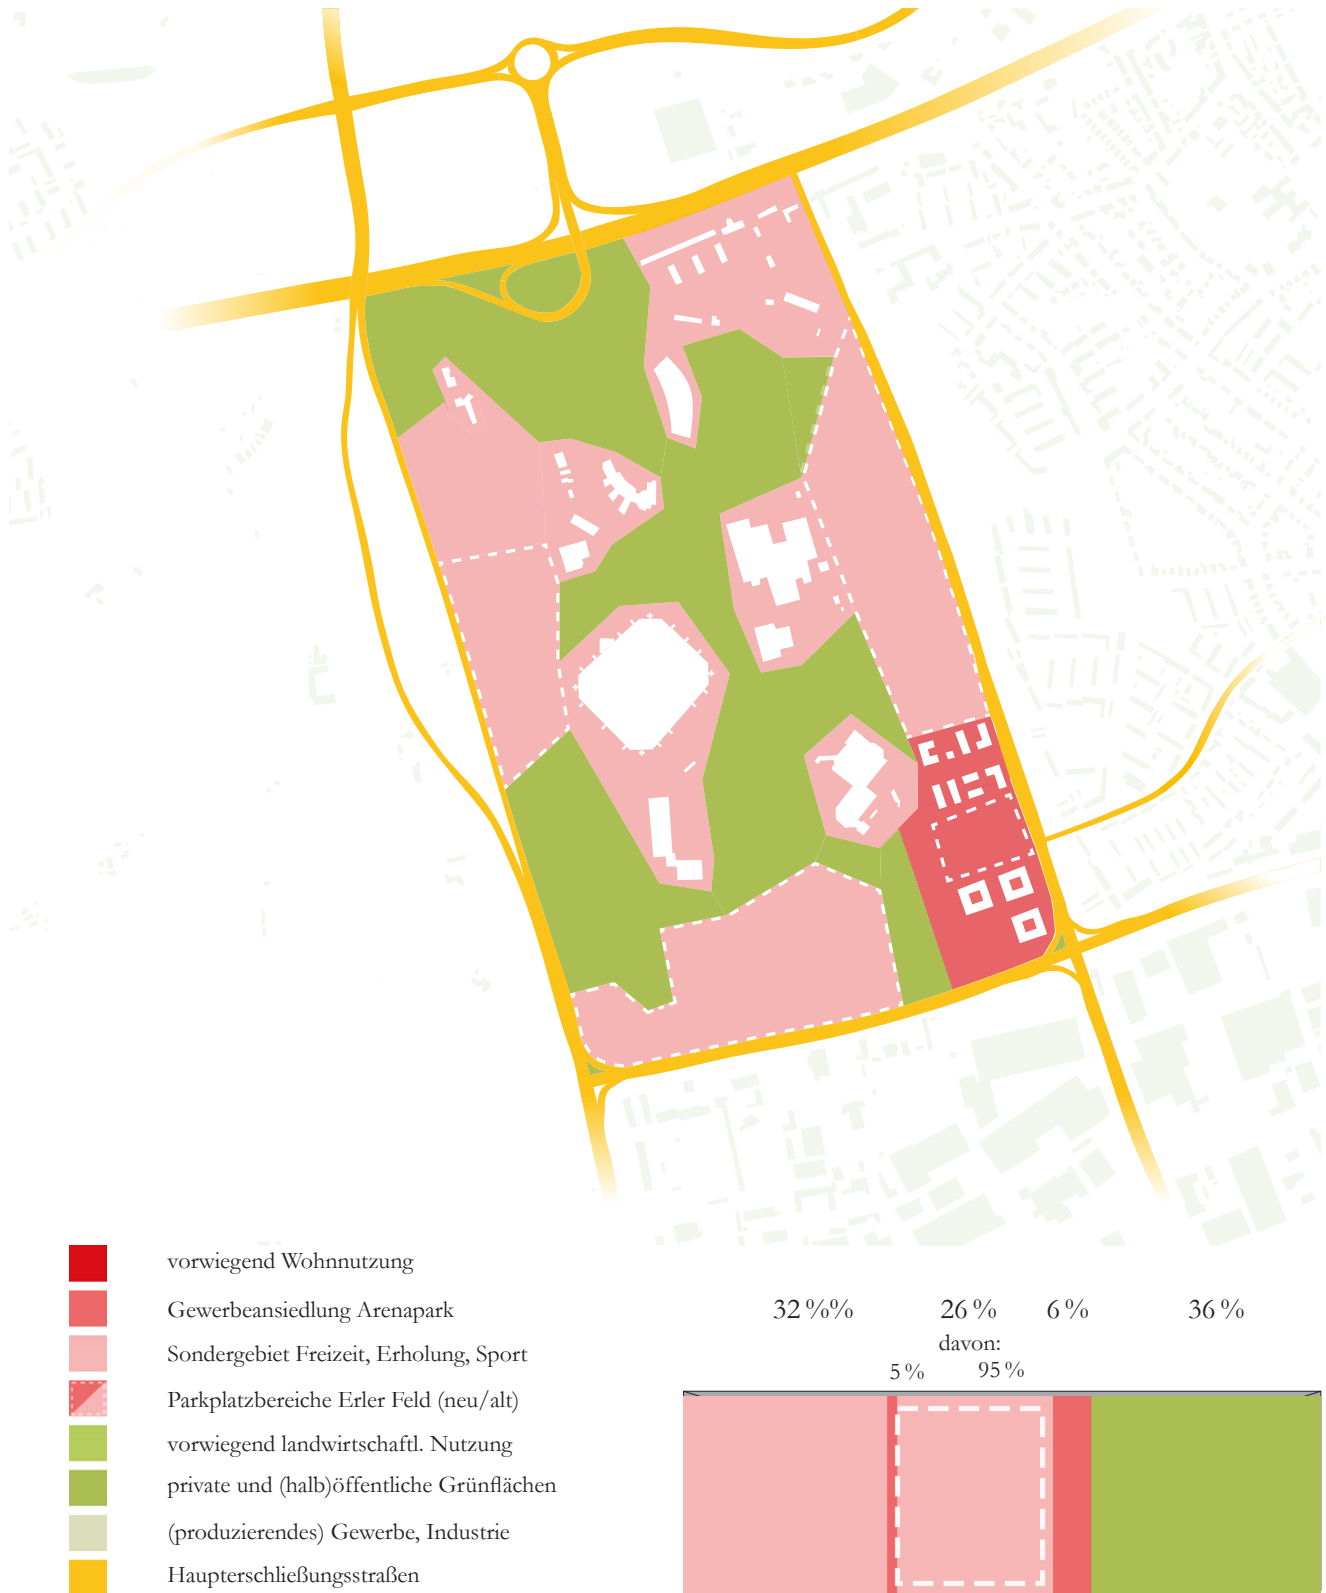 vorwiegend Wohnnutzung
Gewerbeansiedlung Arenapark
Sondergebiet Freizeit, Erholung, Sport
Parkplatzbereiche Erler Feld (neu/alt)
vorwiegend landwirtschaftl. Nutzung
private und (halb)öffentliche Grünflächen
(produzierendes) Gewerbe, Industrie
Haupterschließungsstraßen
32 %% 26 % 6 % 36 %
davon:
5 % 95 %